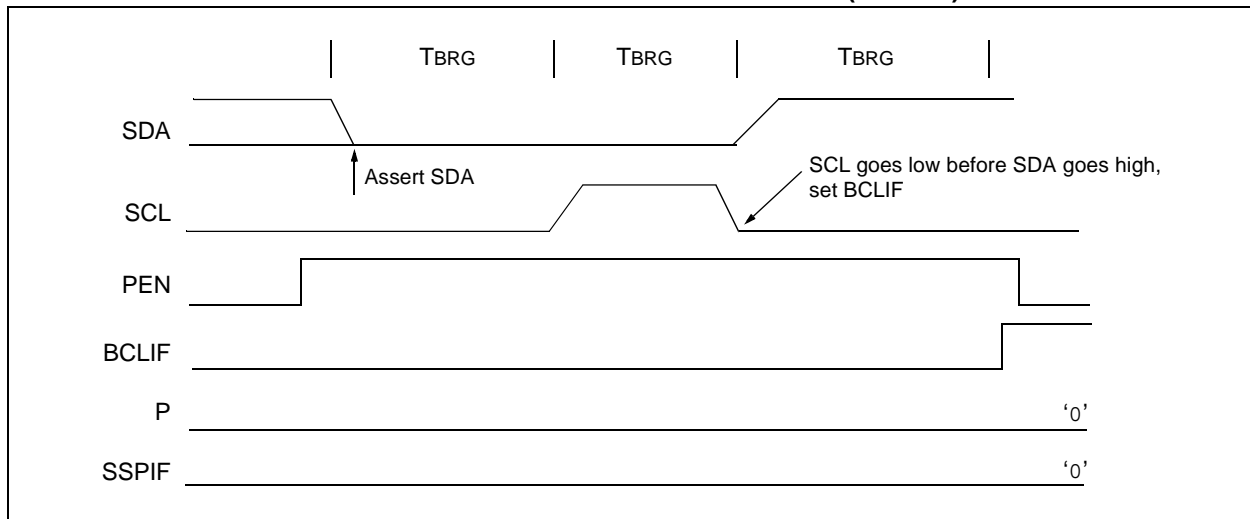 TBRG TBRG TBRG
SDA
Assert SDA
SCL goes low before SDA goes high,
set BCLIF
SCL
PEN
BCLIF
P
'0'
SSPIF
'0'